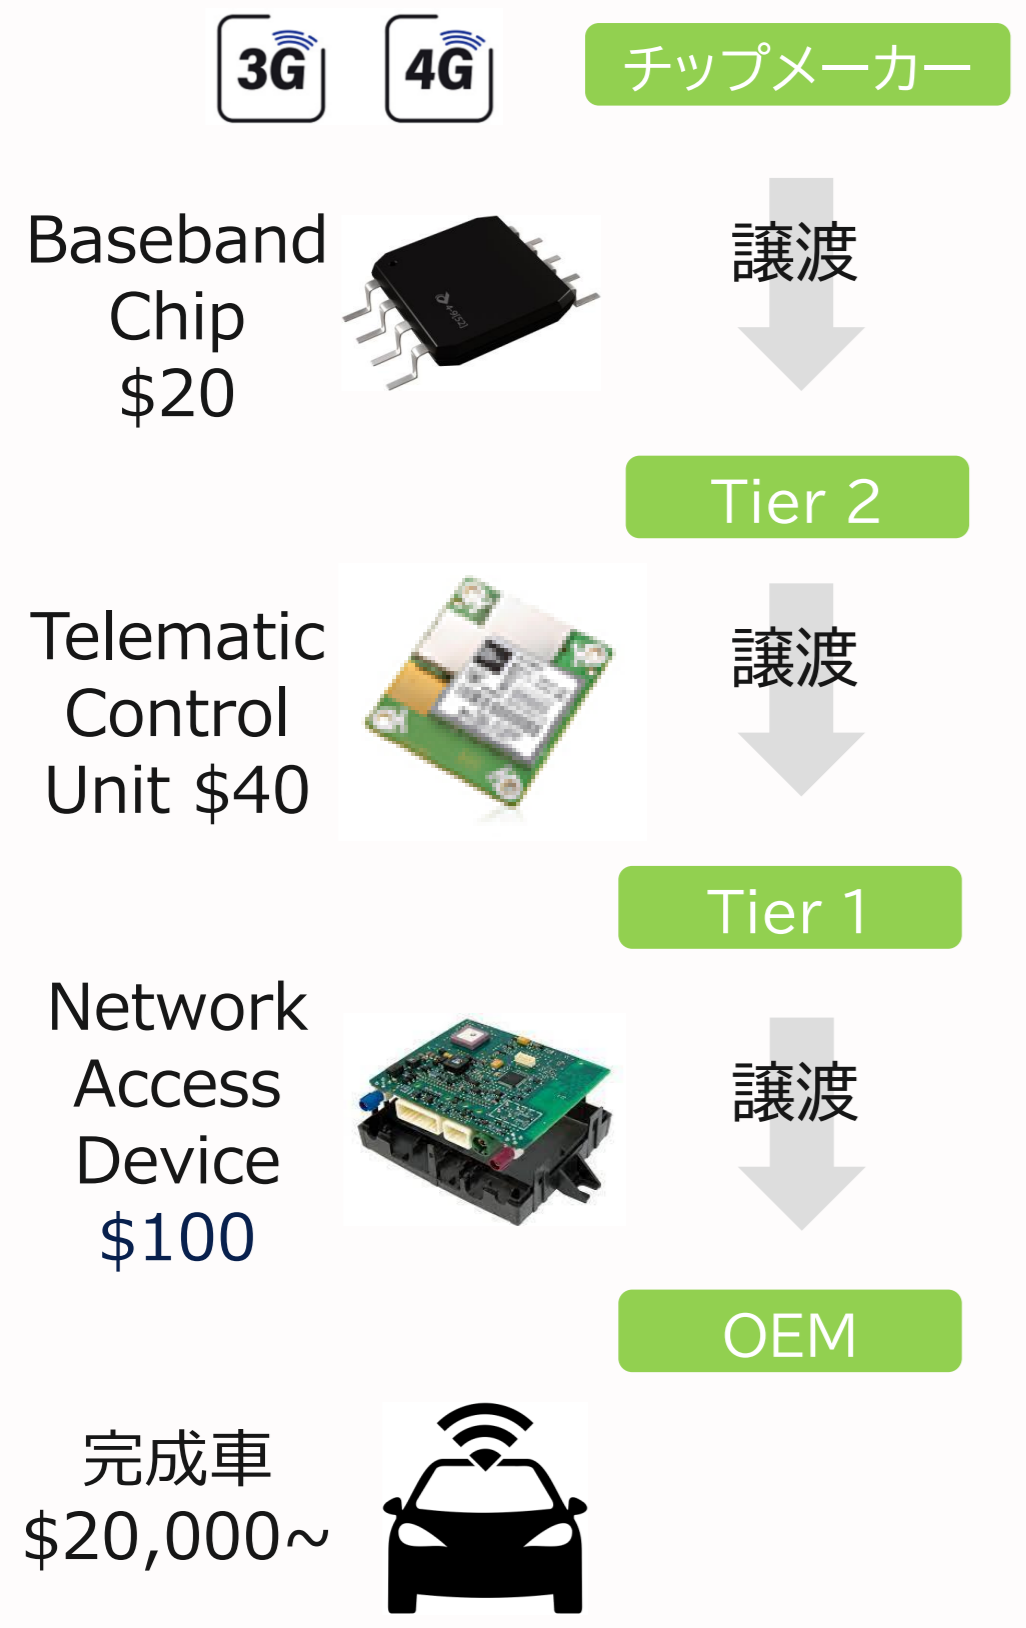 3G
4G
チップメーカー
Baseband
Chip
$20
譲渡
Tier 2
Telematic
Control
Unit $40
譲渡
Tier 1
Network
Access
Device
$100
譲渡
OEM
完成車
$20,000~